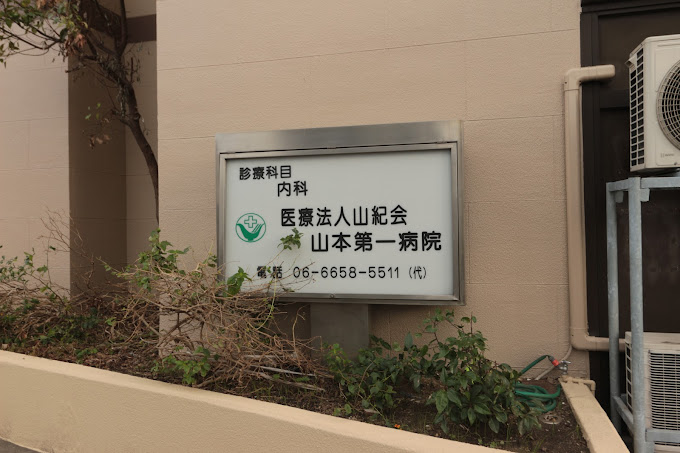 診療科目
内科
医療法人山紀会
山本第一病院
電話 06-6658-5511（代）